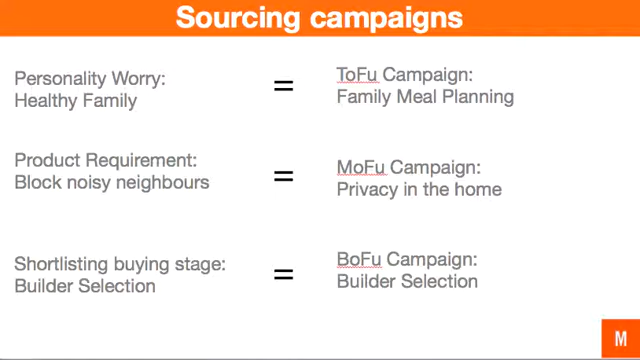 Sourcing campaigns
Personality Worry:
Healthy Family
=
ToFu Campaign:
Family Meal Planning
Product Requirement:
Block noisy neighbours
=
MoFu Campaign:
Privacy in the home
Shortlisting buying stage:
Builder Selection
=
BoFu Campaign:
Builder Selection
M